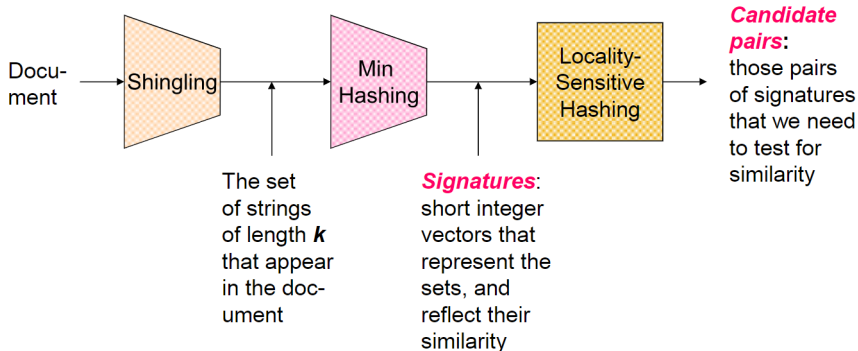 Docu-
ment
Shingling
Min
Hashing
Locality-
Sensitive
Hashing
Candidate
pairs:
those pairs
of signatures
that we need
to test for
similarity
The set
of strings
of length k
that appear
in the doc-
ument
Signatures:
short integer
vectors that
represent the
sets, and
reflect their
similarity